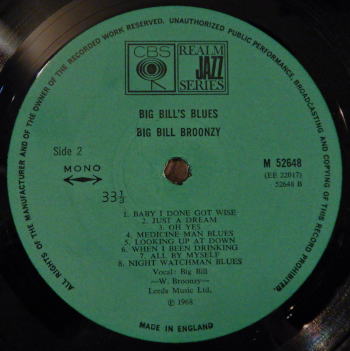 ALL RIGHTS OF THE MANUFACTURER AND OF THE OWNER OF THE RECORDED WORK RESERVED. UNAUTHORIZED PUBLIC PERFORMANCE, BROADCASTING AND COPYING OF THIS RECORD PROHIBITED.
CBS
REALM
JAZZ
SERIES
BIG BILL'S BLUES
BIG BILL BROONZY
Side 2
MONO
33 1/3
M 52648
(EE 22017)
52648 B
1. BABY I DONE GOT WISE
2. JUST A DREAM
3. OH YES
4. MEDICINE MAN BLUES
5. LOOKING UP AT DOWN
6. WHEN I BEEN DRINKING
7. ALL BY MYSELF
8. NIGHT WATCHMAN BLUES
Vocal: Big Bill
—W. Broonzy—
Leeds Music Ltd.
℗ 1968
MADE IN ENGLAND